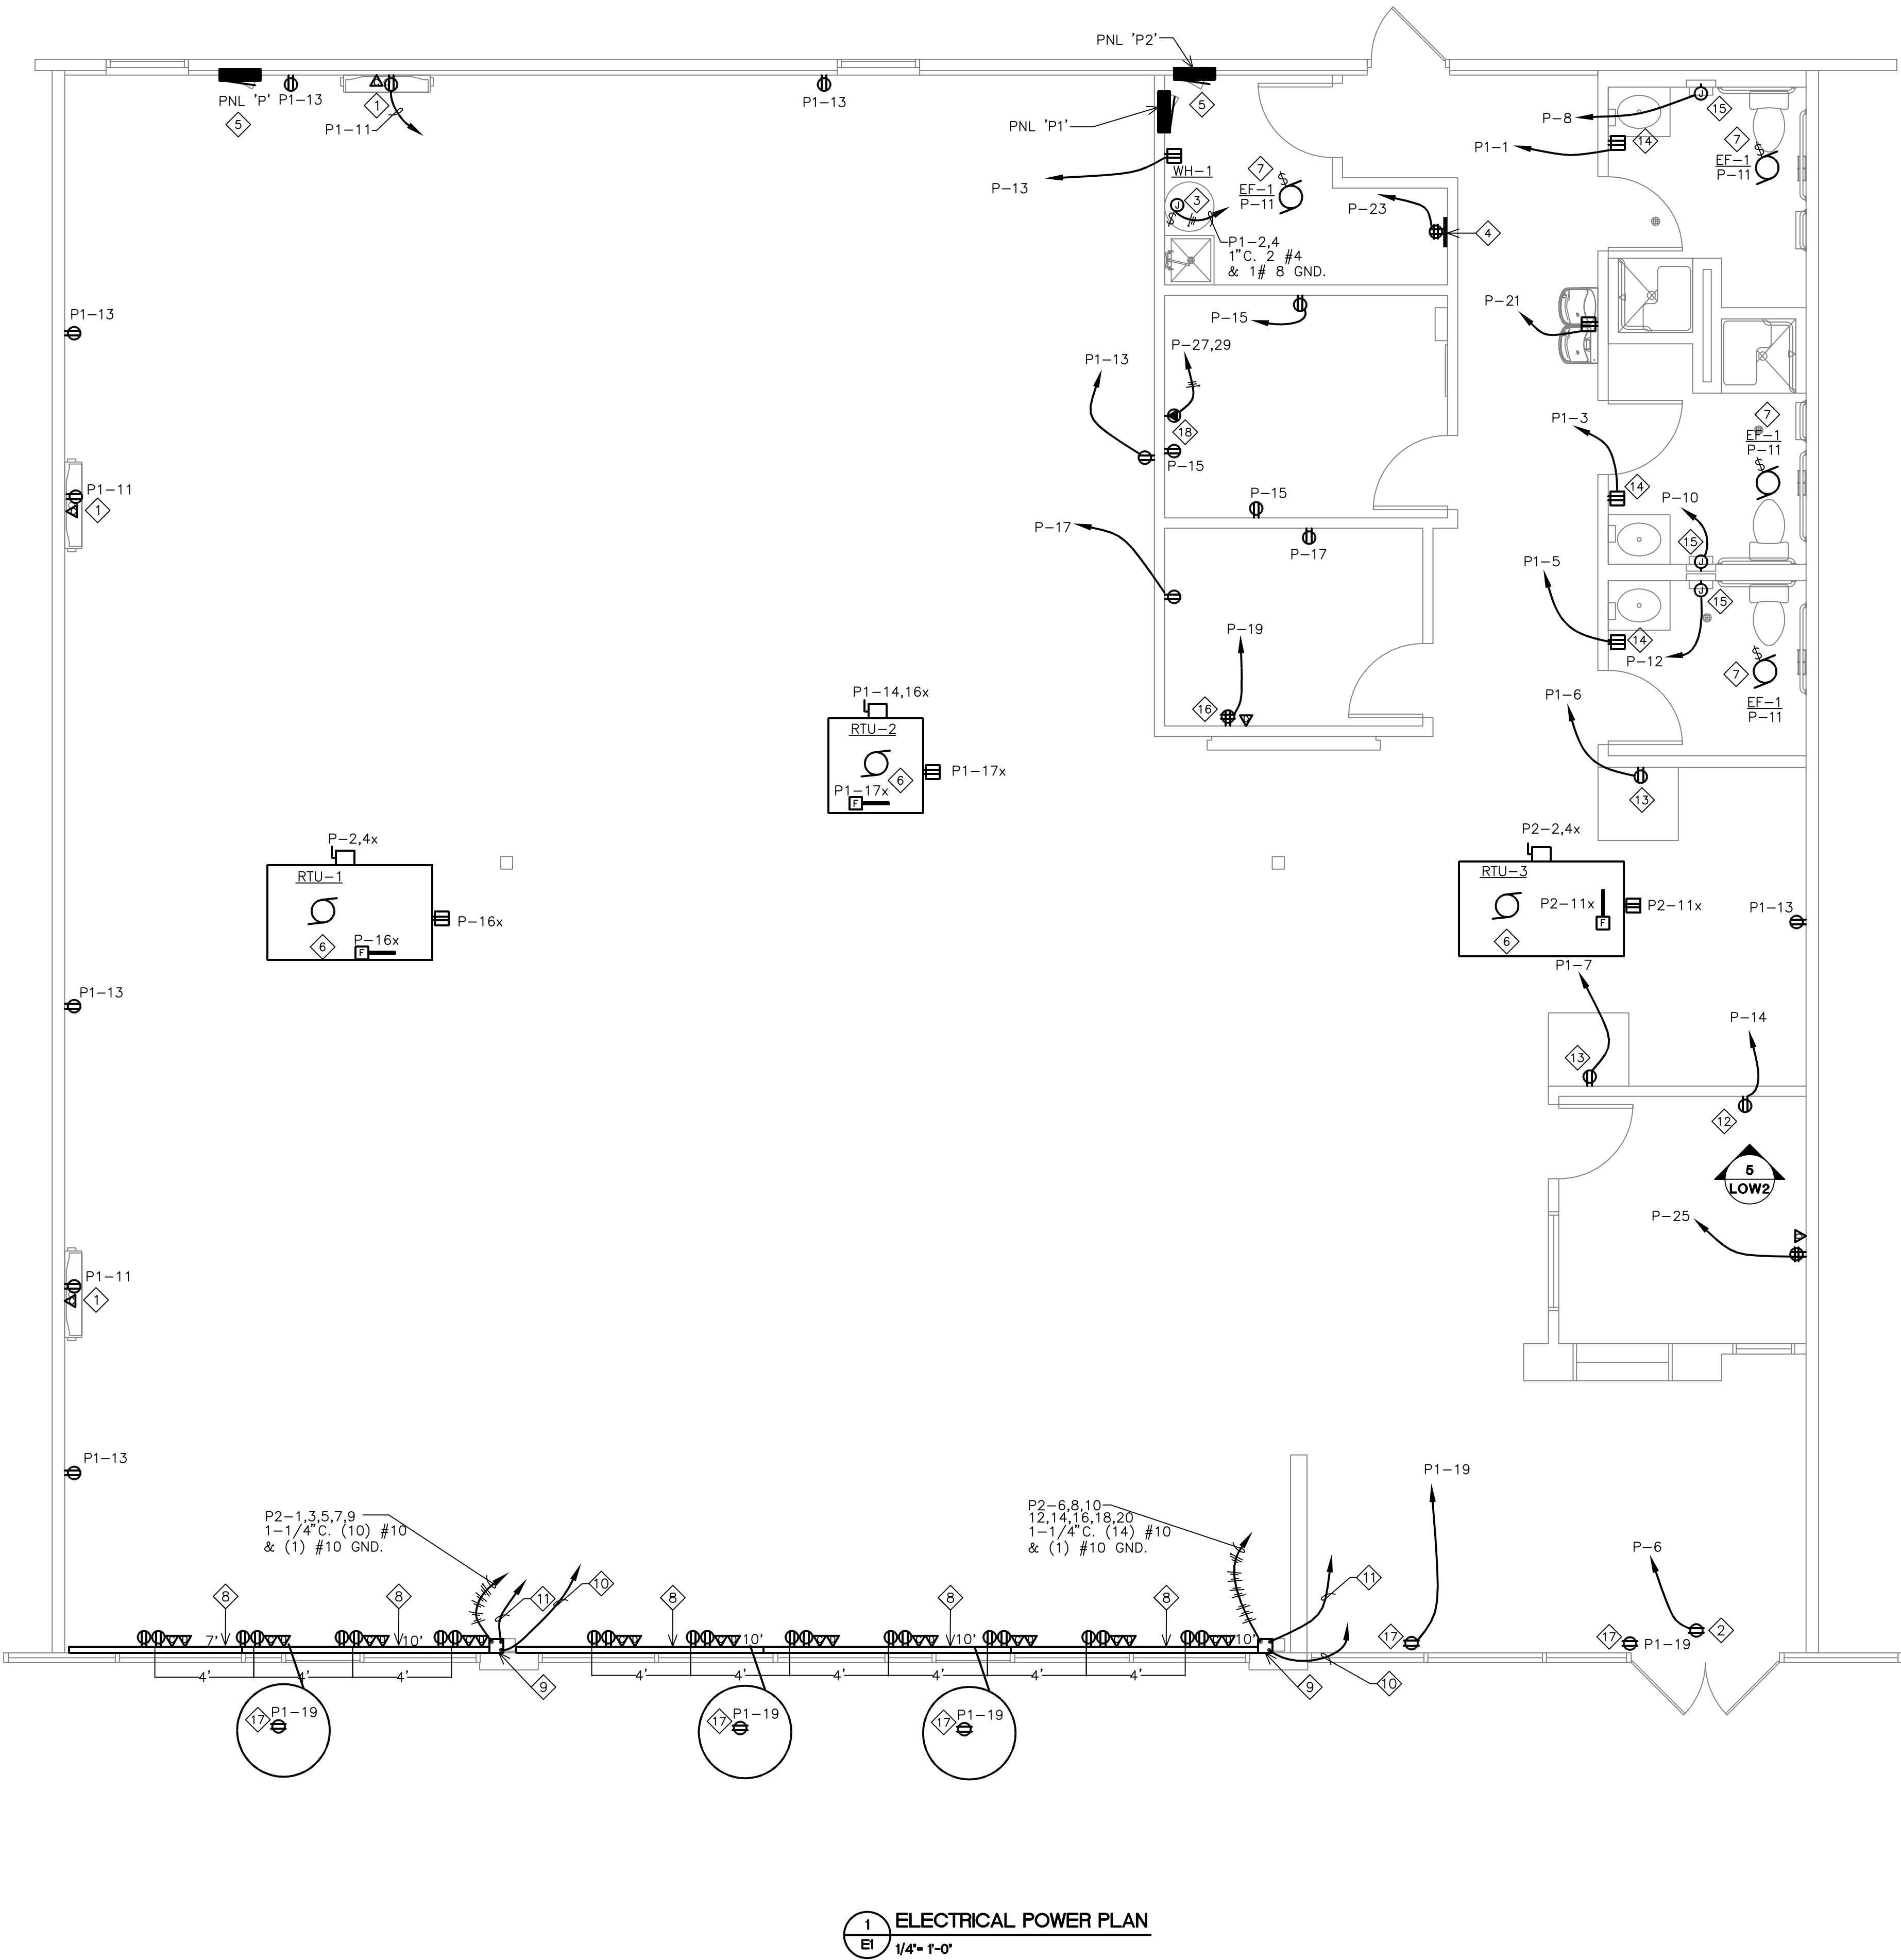 PNL 'P2'
PNL 'P'
P1-13
5
1
P1-11
P1-13
5
PNL 'P1'
P-8
15
P1-1
14
7
EF-1
P-11
P-13
WH-1
3
J
7
EF-1
P-11
P-23
4
P1-2,4
1"C. 2 #4
& 1# 8 GND.
J
P1-13
P-15
P-21
P-27,29
P1-13
18
P-15
P-15
P1-3
14
P-10
15
J
7
EF-1
P-11
P1-11
1
P-17
P-17
P1-5
14
J
15
P-12
7
EF-1
P-11
P-19
16
P1-6
13
P1-14,16x
RTU-2
6
P1-17x
F
P1-17x
P-2,4x
RTU-1
6
P-16x
F
P-16x
P2-2,4x
RTU-3
6
P2-11x
F
P2-11x
P1-13
P1-13
P1-7
13
P-14
12
5
LOW2
P-25
P1-11
1
P1-13
P2-1,3,5,7,9
1-1/4"C. (10) #10
& (1) #10 GND.
P2-6,8,10
12,14,16,18,20
1-1/4"C. (14) #10
& (1) #10 GND.
P1-19
P-6
8
8
11
10
8
8
8
11
7'
10'
10'
10'
10'
17
17
P1-19
2
4'
4'
4'
9
4'
4'
4'
4'
4'
4'
9
10
17
P1-19
17
P1-19
17
P1-19
1
E1
ELECTRICAL POWER PLAN
1/4"= 1'-0"